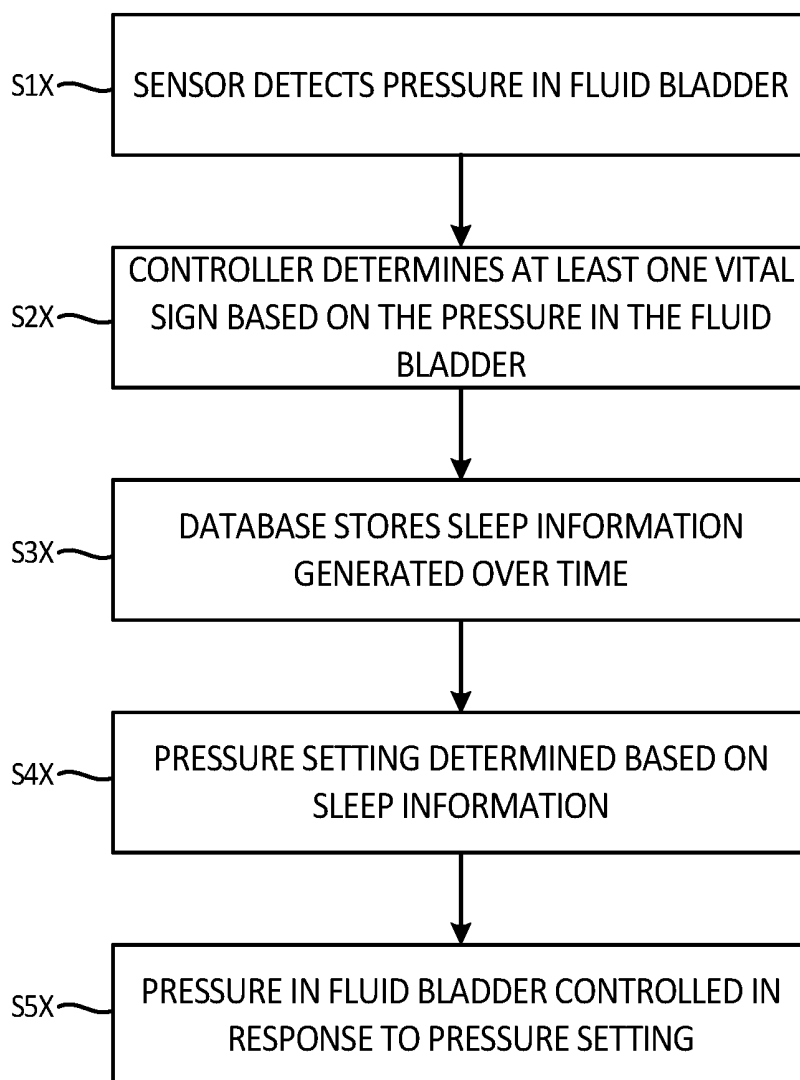 S1X
SENSOR DETECTS PRESSURE IN FLUID BLADDER
S2X
CONTROLLER DETERMINES AT LEAST ONE VITAL
SIGN BASED ON THE PRESSURE IN THE FLUID
BLADDER
S3X
DATABASE STORES SLEEP INFORMATION
GENERATED OVER TIME
S4X
PRESSURE SETTING DETERMINED BASED ON
SLEEP INFORMATION
S5X
PRESSURE IN FLUID BLADDER CONTROLLED IN
RESPONSE TO PRESSURE SETTING